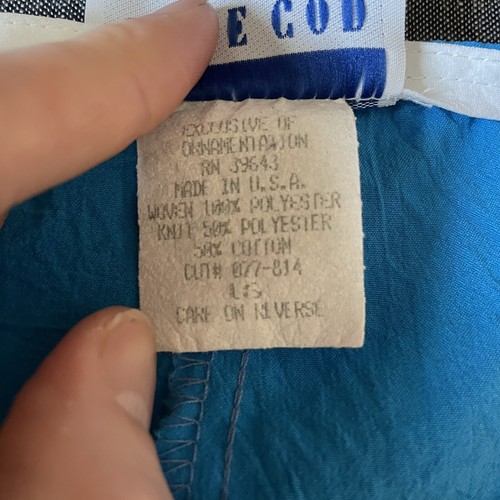 E COD
EXCLUSIVE OF
ORNAMENTATION
RN 39643
MADE IN U.S.A.
WOVEN 100% POLYESTER
KNIT 50% POLYESTER
50% COTTON
CUT# 077-814
CARE ON REVERSE